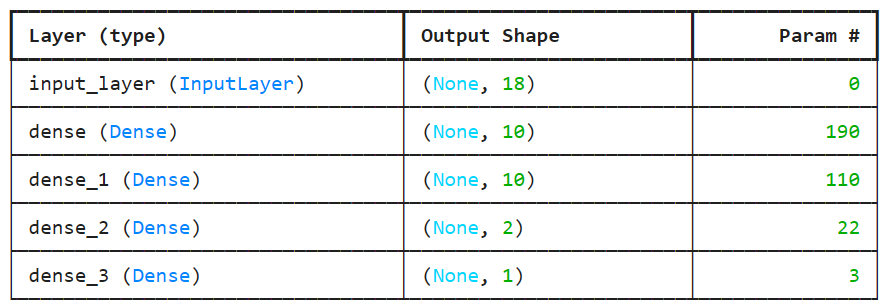 Layer (type) Output Shape Param #
input_layer (InputLayer) (None, 18) 0
dense (Dense) (None, 10) 190
dense_1 (Dense) (None, 10) 110
dense_2 (Dense) (None, 2) 22
dense_3 (Dense) (None, 1) 3